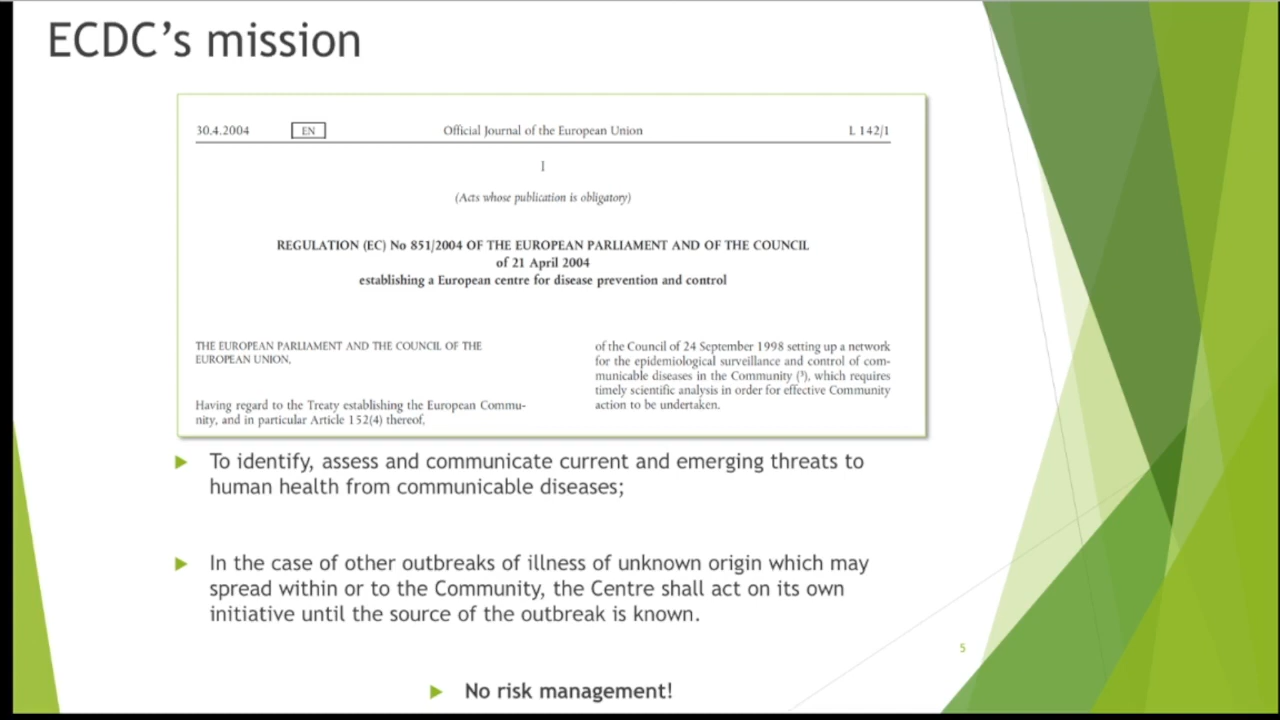 ECDC’s mission
30.4.2004 EN Official Journal of the European Union L 142/1
I
(Acts whose publication is obligatory)
REGULATION (EC) No 851/2004 OF THE EUROPEAN PARLIAMENT AND OF THE COUNCIL
of 21 April 2004
establishing a European centre for disease prevention and control
THE EUROPEAN PARLIAMENT AND THE COUNCIL OF THE
EUROPEAN UNION,
Having regard to the Treaty establishing the European Commu-
nity, and in particular Article 152(4) thereof,
of the Council of 24 September 1998 setting up a network
for the epidemiological surveillance and control of com-
municable diseases in the Community (³), which requires
timely scientific analysis in order for effective Community
action to be undertaken.
To identify, assess and communicate current and emerging threats to
human health from communicable diseases;
In the case of other outbreaks of illness of unknown origin which may
spread within or to the Community, the Centre shall act on its own
initiative until the source of the outbreak is known.
5
No risk management!